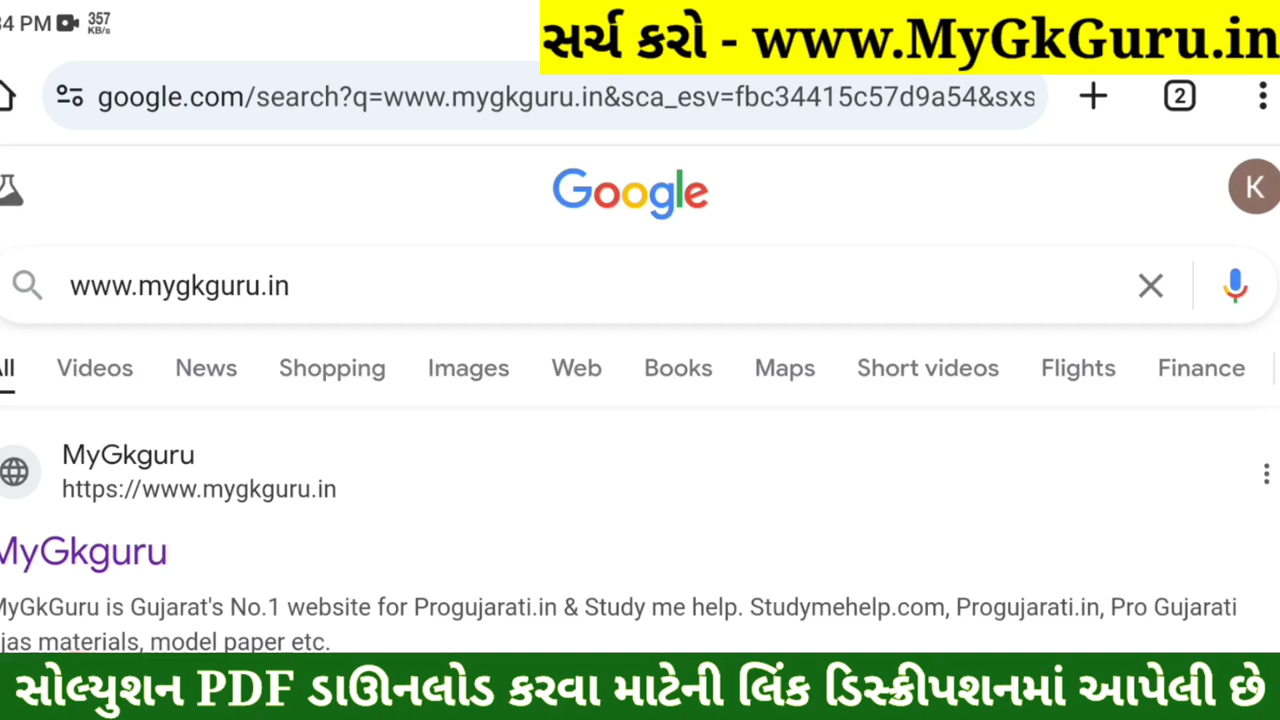 34 PM 357 KB/s
સર્ચ કરો - www.MyGkGuru.in
google.com/search?q=www.mygkguru.in&sca_esv=fbc34415c57d9a54&sxs
2
Google
K
www.mygkguru.in
All Videos News Shopping Images Web Books Maps Short videos Flights Finance
MyGkguru
https://www.mygkguru.in
MyGkguru
MyGkGuru is Gujarat's No.1 website for Progujarati.in & Study me help. Studymehelp.com, Progujarati.in, Pro Gujarati
jas materials, model paper etc.
સોલ્યુશન PDF ડાઊનલોડ કરવા માટેની લિંક ડિસ્ક્રીપશનમાં આપેલી છે